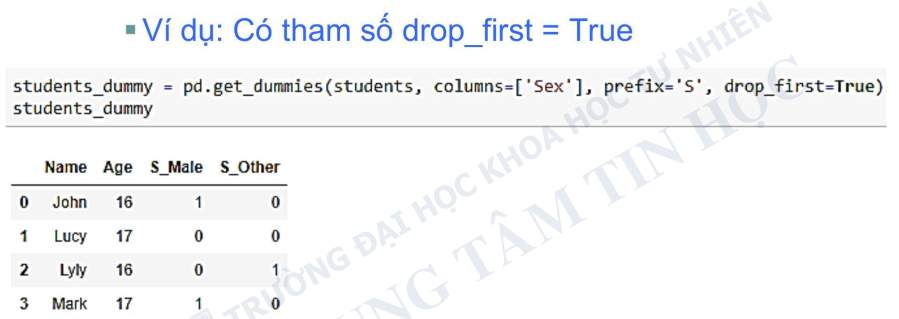 ▪ Ví dụ: Có tham số drop_first = True
students_dummy = pd.get_dummies(students, columns=['Sex'], prefix='S', drop_first=True)
students_dummy
Name Age S_Male S_Other
0 John 16 1 0
1 Lucy 17 0 0
2 Lyly 16 0 1
3 Mark 17 1 0
TRƯỜNG ĐẠI HỌC KHOA HỌC TỰ NHIÊN
TRUNG TÂM TIN HỌC